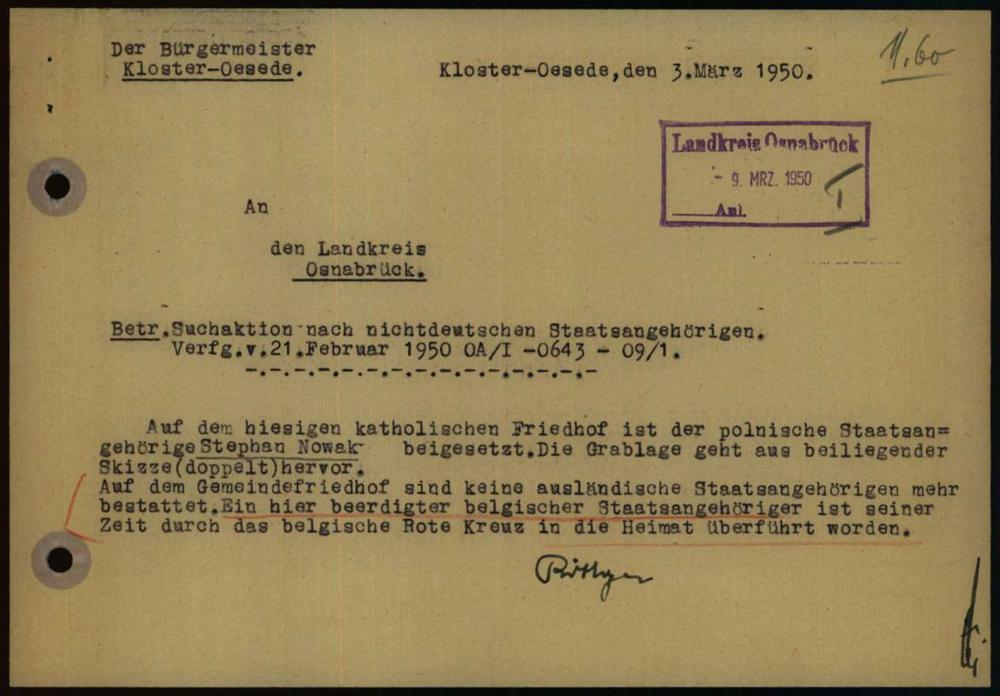 Der Bürgermeister
Kloster-Oesede.
Kloster-Oesede,den 3.März 1950.
11.60
Landkreis Osnabrück
- 9. MRZ. 1950
Anl.
An
den Landkreis
Osnabrück.
Betr.Suchaktion nach nichtdeutschen Staatsangehörigen.
Verfg.v.21.Februar 1950 OA/I -0643 - 09/1.
-.-.-.-.-.-.-.-.-.-.-.-.-.-.-
Auf dem hiesigen katholischen Friedhof ist der polnische Staatsan=
gehörige Stephan Nowak beigesetzt.Die Grablage geht aus beiliegender
Skizze(doppelt)hervor.
Auf dem Gemeindefriedhof sind keine ausländische Staatsangehörigen mehr
bestattet.Ein hier beerdigter belgischer Staatsangehöriger ist seiner
Zeit durch das belgische Rote Kreuz in die Heimat überführt worden.